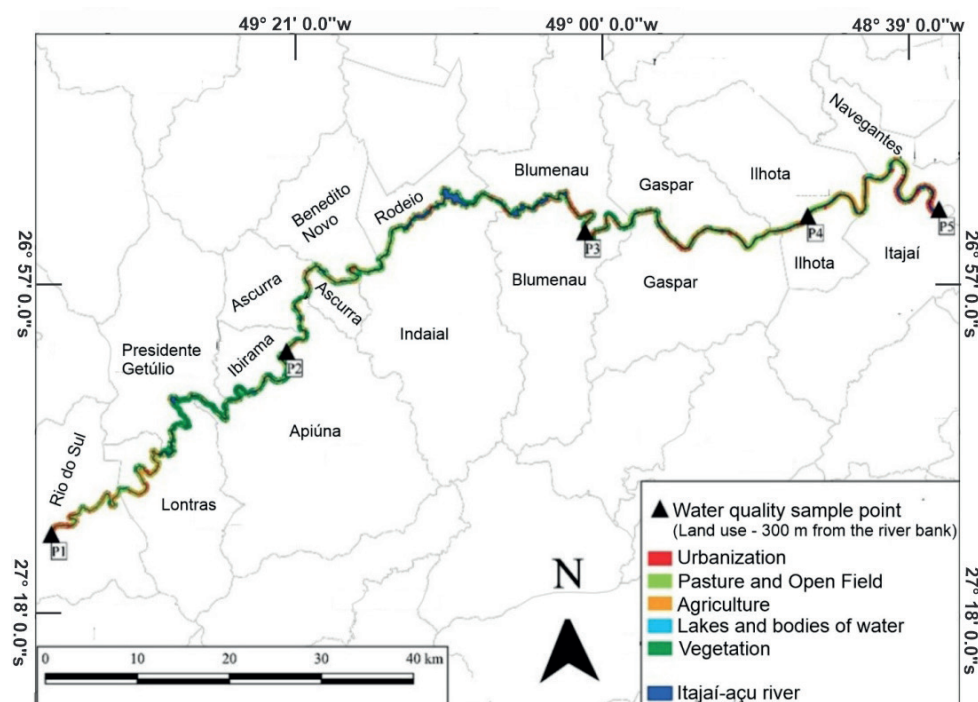 49° 21' 0.0"w
49° 00' 0.0"w
48° 39' 0.0"w
Navegantes
Blumenau
Gaspar
Ilhota
Benedito
Novo
Rodeio
P5
P3
P4
26° 57' 0.0"s
26° 57' 0.0"s
Ascurra
Ascurra
Blumenau
Gaspar
Ilhota
Itajaí
Indaial
Presidente
Getúlio
Ibirama
P2
Apiúna
Rio do Sul
Lontras
P1
27° 18' 0.0"s
27° 18' 0.0"s
N
0 10 20 30 40 km
Water quality sample point
(Land use - 300 m from the river bank)
Urbanization
Pasture and Open Field
Agriculture
Lakes and bodies of water
Vegetation
Itajaí-açu river